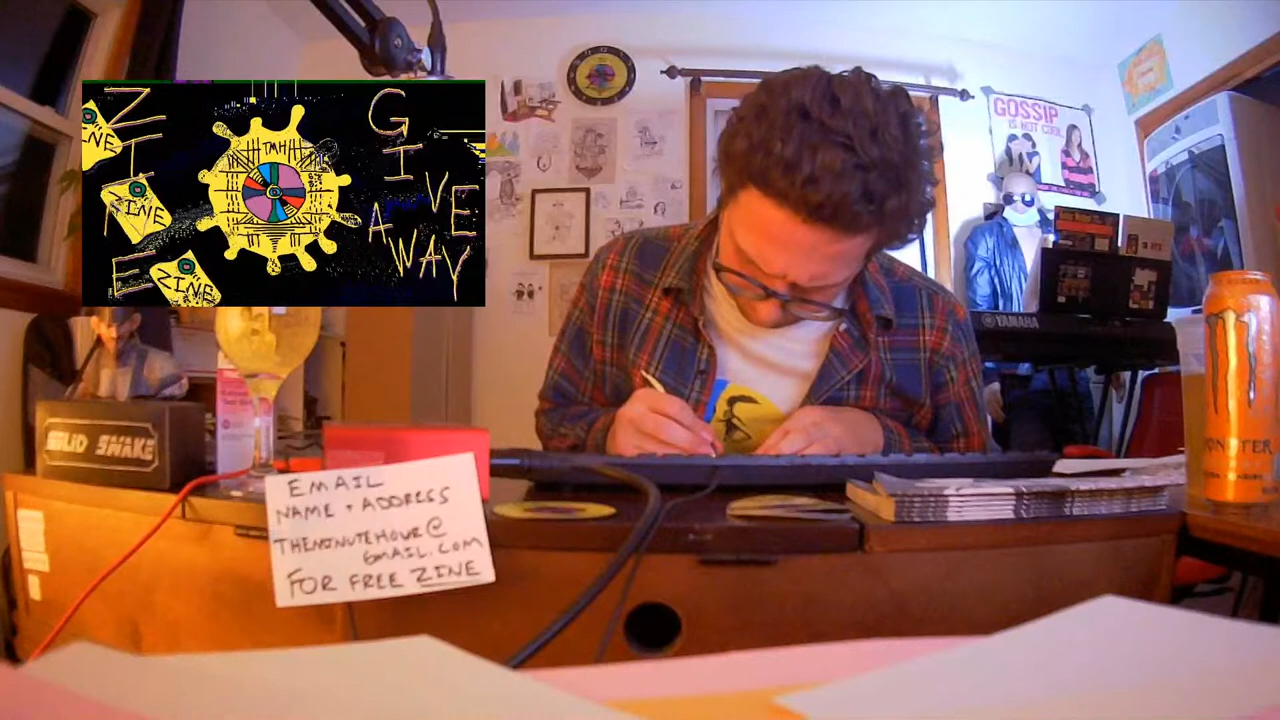 ZINE
GIVE
AWAY
ZINE
ZINE
TMHH
GOSSIP
IS NOT COOL
YAMAHA
MONSTER
SOLID SNAKE
EMAIL
NAME + ADDRESS
THEMINUTEHOUR@
GMAIL.COM
FOR FREE ZINE